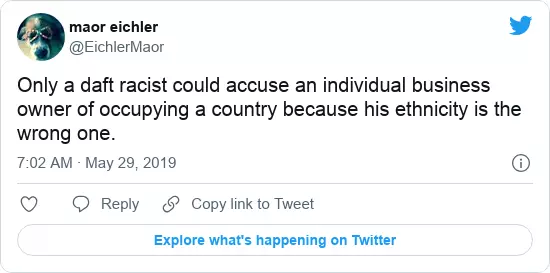 maor eichler
@EichlerMaor
Only a daft racist could accuse an individual business
owner of occupying a country because his ethnicity is the
wrong one.
7:02 AM · May 29, 2019
Reply
Copy link to Tweet
Explore what's happening on Twitter